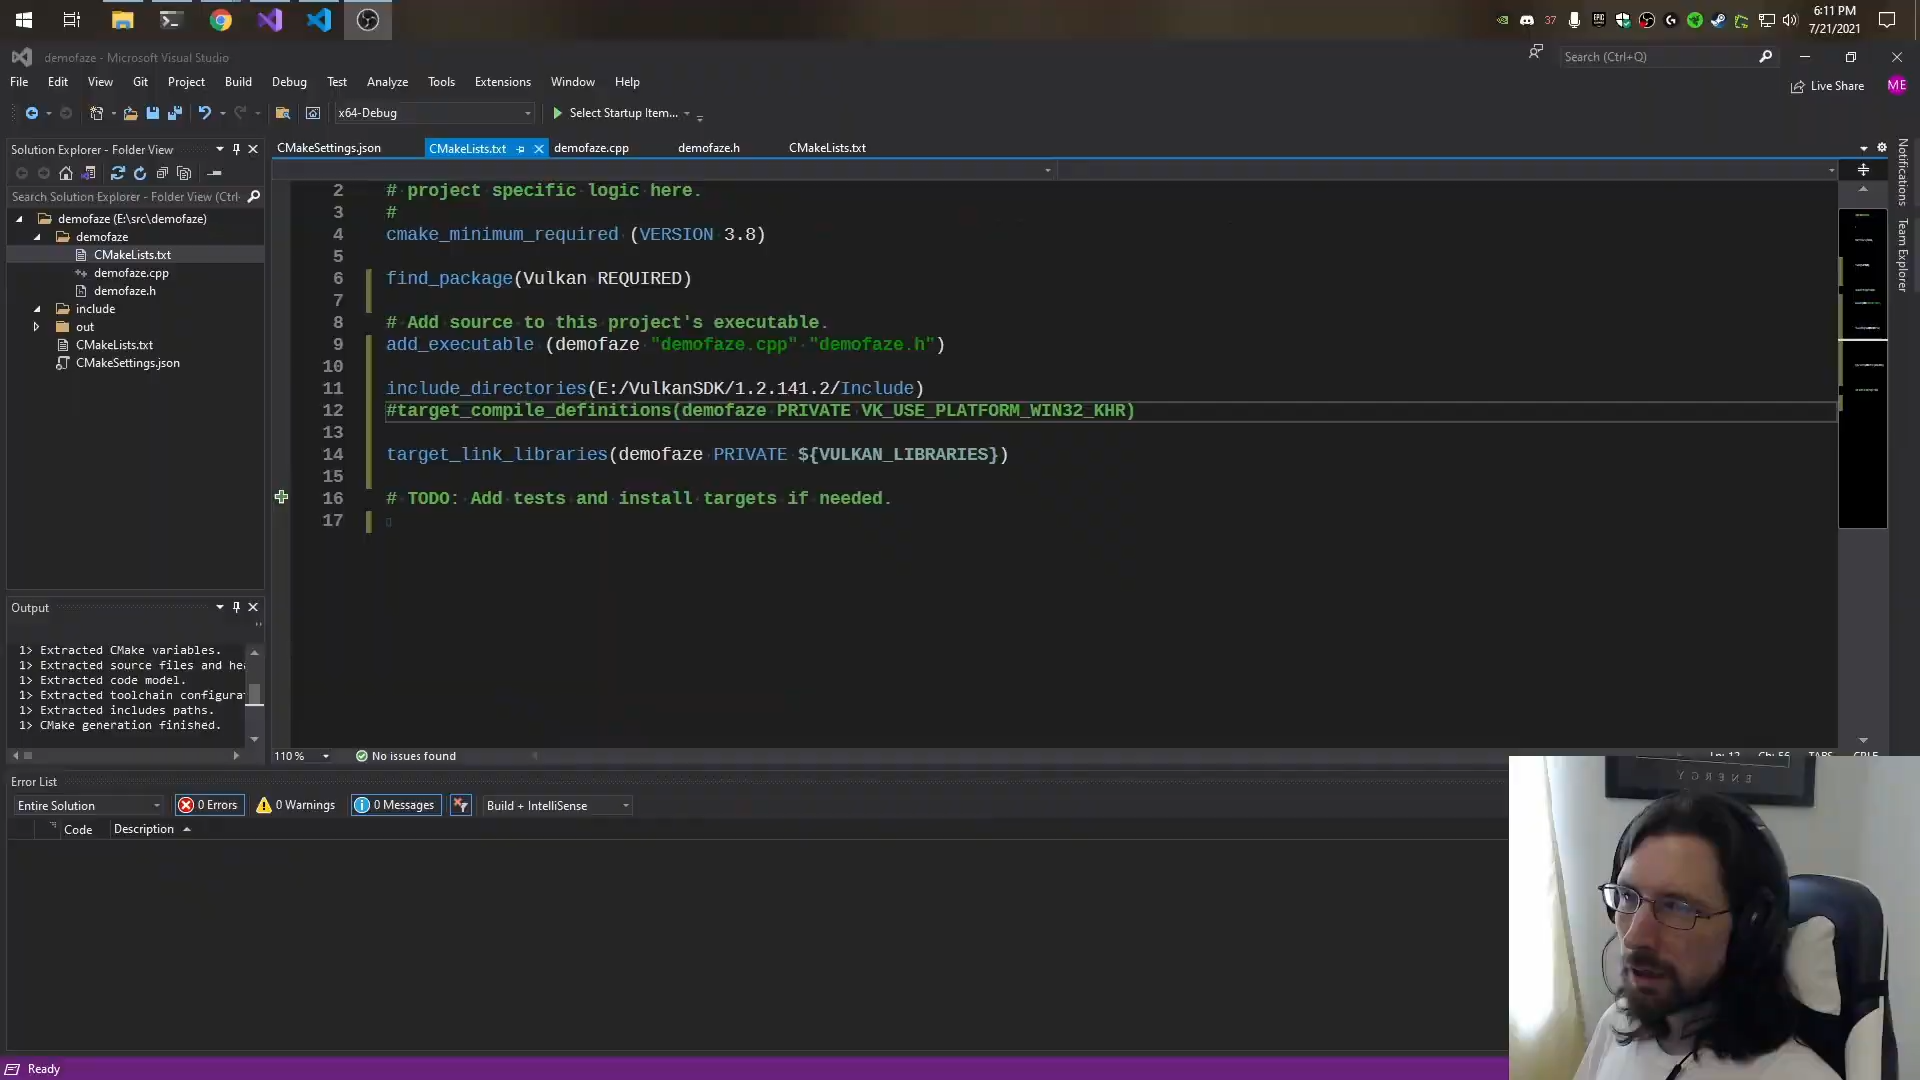 37
6:11 PM
7/21/2021
demofaze - Microsoft Visual Studio
Search (Ctrl+Q)
File Edit View Git Project Build Debug Test Analyze Tools Extensions Window Help
Live Share
ME
x64-Debug
Select Startup Item...
Solution Explorer - Folder View
CMakeSettings.json
CMakeLists.txt
demofaze.cpp
demofaze.h
CMakeLists.txt
Search Solution Explorer - Folder View (Ctrl+
demofaze (E:\src\demofaze)
demofaze
CMakeLists.txt
demofaze.cpp
demofaze.h
include
out
CMakeLists.txt
CMakeSettings.json
2 # project specific logic here.
3 #
4 cmake_minimum_required (VERSION 3.8)
5
6 find_package(Vulkan REQUIRED)
7
8 # Add source to this project's executable.
9 add_executable (demofaze "demofaze.cpp" "demofaze.h")
10
11 include_directories(E:/VulkanSDK/1.2.141.2/Include)
12 #target_compile_definitions(demofaze PRIVATE VK_USE_PLATFORM_WIN32_KHR)
13
14 target_link_libraries(demofaze PRIVATE ${VULKAN_LIBRARIES})
15
16 # TODO: Add tests and install targets if needed.
17
Notifications
Team Explorer
Output
1> Extracted CMake variables.
1> Extracted source files and hea
1> Extracted code model.
1> Extracted toolchain configurat
1> Extracted includes paths.
1> CMake generation finished.
110 %
No issues found
Error List
Entire Solution
0 Errors
0 Warnings
0 Messages
Build + IntelliSense
Code
Description
Ready
ENERGY